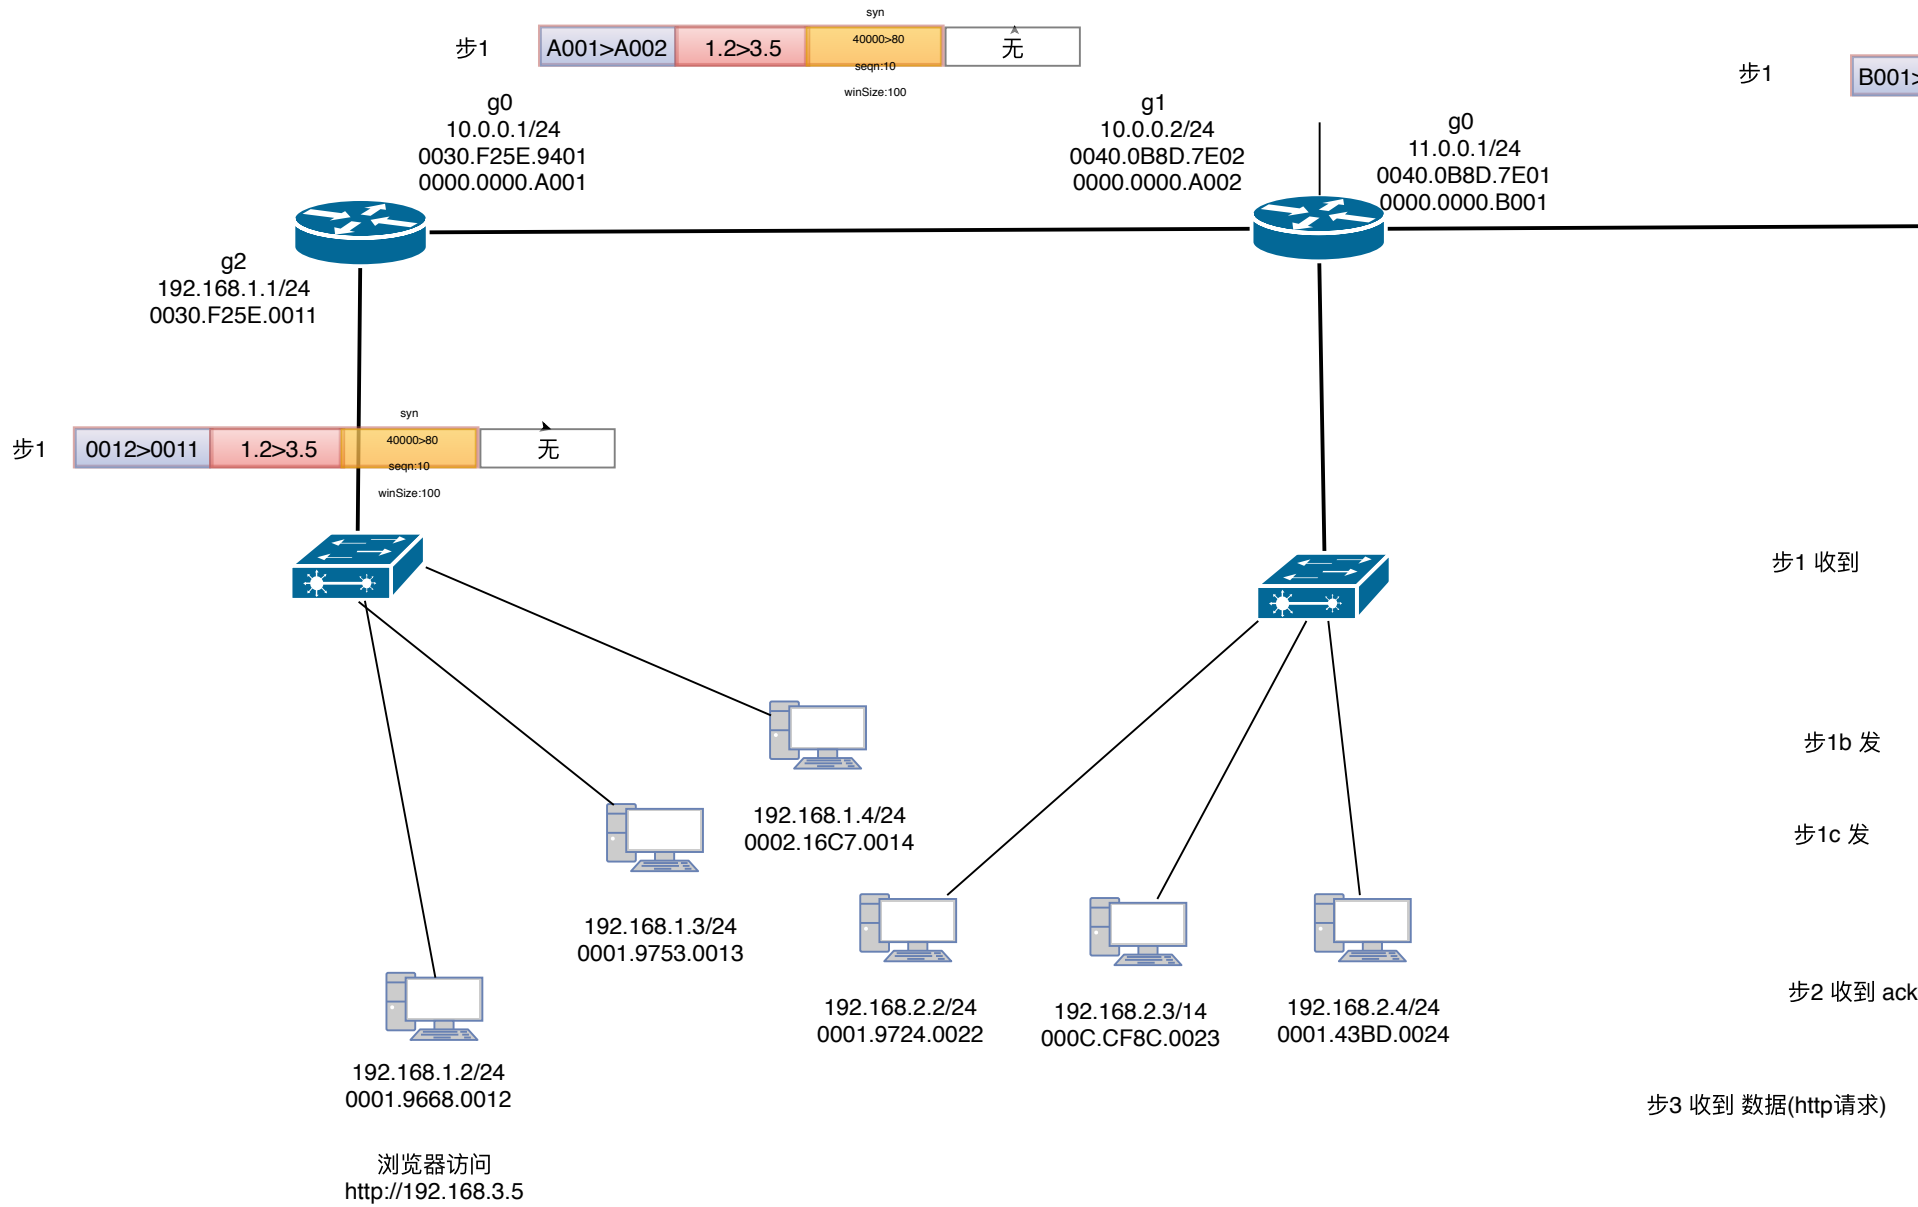 syn
步1
A001>A002
1.2>3.5
40000>80
无
seqn:10
winSize:100
步1
B001>
g0
10.0.0.1/24
0030.F25E.9401
0000.0000.A001
g1
10.0.0.2/24
0040.0B8D.7E02
0000.0000.A002
g0
11.0.0.1/24
0040.0B8D.7E01
0000.0000.B001
g2
192.168.1.1/24
0030.F25E.0011
syn
步1
0012>0011
1.2>3.5
40000>80
无
seqn:10
winSize:100
步1 收到
步1b 发
步1c 发
192.168.1.4/24
0002.16C7.0014
192.168.1.3/24
0001.9753.0013
192.168.2.2/24
0001.9724.0022
192.168.2.3/14
000C.CF8C.0023
192.168.2.4/24
0001.43BD.0024
步2 收到 ack
192.168.1.2/24
0001.9668.0012
步3 收到 数据(http请求)
浏览器访问
http://192.168.3.5